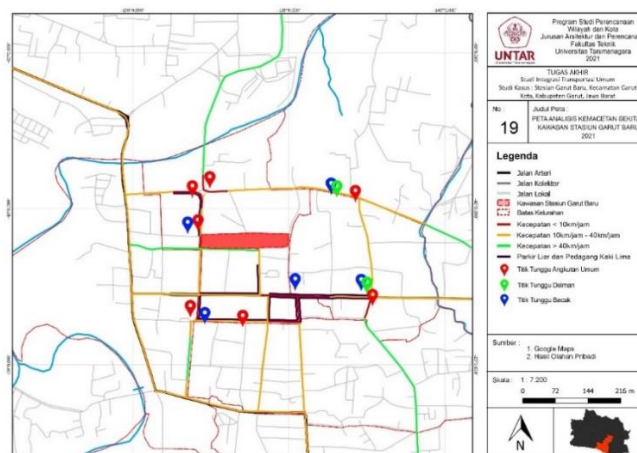 UNTAR
Program Studi Perencanaan
Wilayah dan Kota
Jurusan Arsitektur dan Perencanaan
Fakultas Teknik
Universitas Tarumanagara
2021
TUGAS AKHIR
Studi Integrasi Transportasi Umum
Studi Kasus : Stasiun Garut Baru, Kecamatan Garut
Kota, Kabupaten Garut, Jawa Barat
No :
19
Judul Peta :
PETA ANALISIS KEMACETAN SEKITA
KAWASAN STASIUN GARUT BARU
2021
Legenda
Jalan Arteri
Jalan Kolektor
Jalan Lokal
Kawasan Stasiun Garut Baru
Batas Kelurahan
Kecepatan < 10km/jam
Kecepatan 10km/jam - 40km/jam
Kecepatan > 40km/jam
Parkir Liar dan Pedagang Kaki Lima
Titik Tunggu Angkutan Umum
Titik Tunggu Delman
Titik Tunggu Becak
Sumber :
1. Google Maps
2. Hasil Olahan Pribadi
Skala : 1 : 7.200
0 72 144 216 m
N